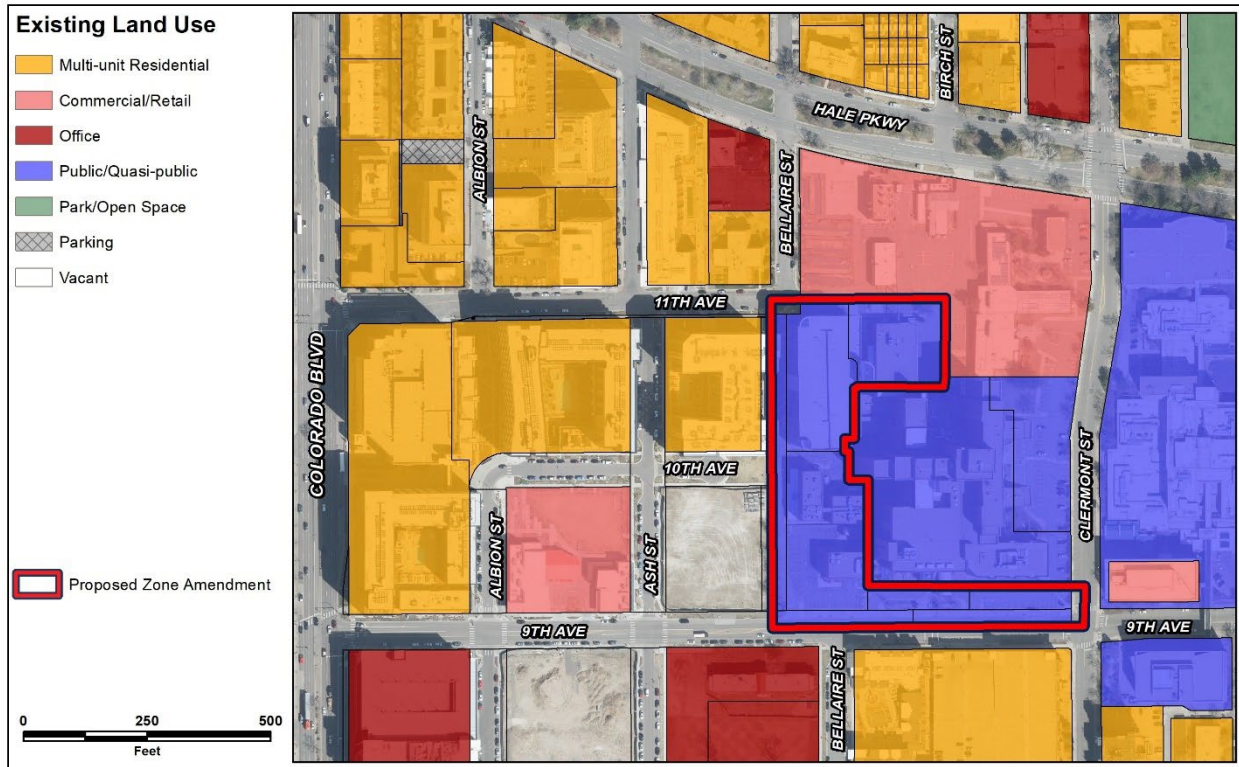 Existing Land Use
Multi-unit Residential
Commercial/Retail
Office
Public/Quasi-public
Park/Open Space
Parking
Vacant
Proposed Zone Amendment
0 250 500
Feet
BIRCH ST
HALE PKWY
ALBION ST
BELLAIRE ST
11TH AVE
COLORADO BLVD
10TH AVE
CLERMONT ST
ALBION ST
ASH ST
9TH AVE
9TH AVE
BELLAIRE ST